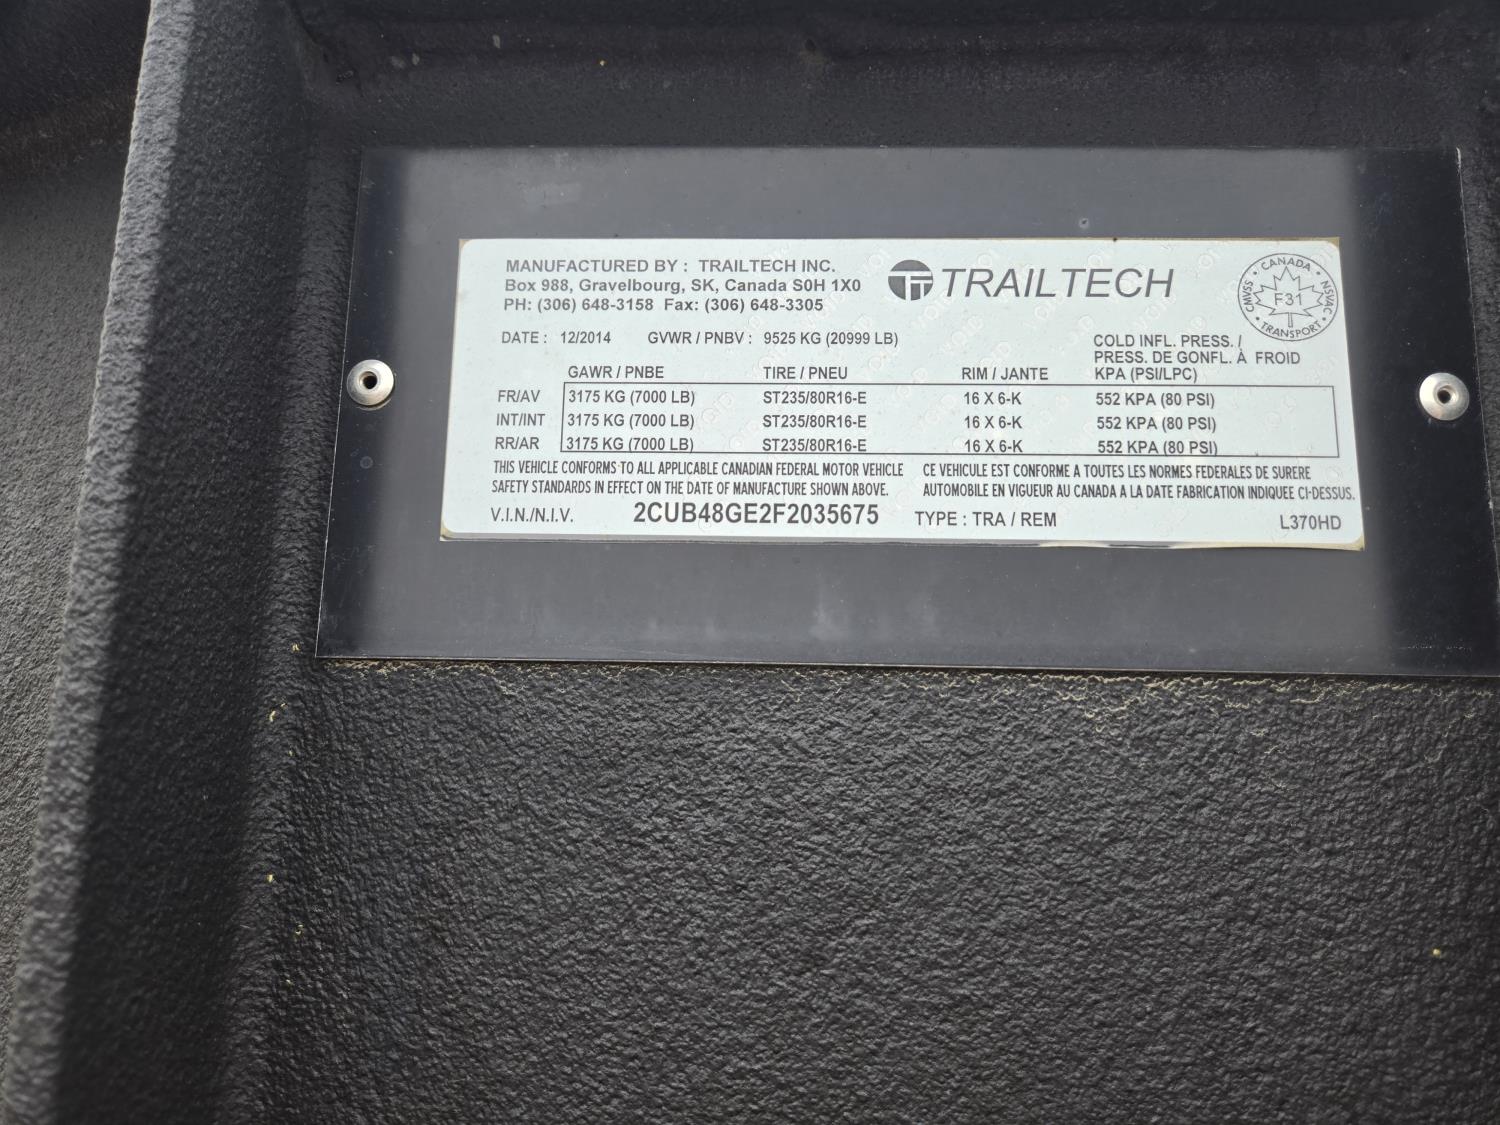 MANUFACTURED BY : TRAILTECH INC.
Box 988, Gravelbourg, SK, Canada S0H 1X0
PH: (306) 648-3158 Fax: (306) 648-3305
TRAILTECH
CANADA
CMVSS
F31
NSVAC
TRANSPORT
DATE : 12/2014 GVWR / PNBV : 9525 KG (20999 LB)
COLD INFL. PRESS. /
PRESS. DE GONFL. À FROID
GAWR / PNBE TIRE / PNEU RIM / JANTE KPA (PSI/LPC)
FR/AV 3175 KG (7000 LB) ST235/80R16-E 16 X 6-K 552 KPA (80 PSI)
INT/INT 3175 KG (7000 LB) ST235/80R16-E 16 X 6-K 552 KPA (80 PSI)
RR/AR 3175 KG (7000 LB) ST235/80R16-E 16 X 6-K 552 KPA (80 PSI)
THIS VEHICLE CONFORMS TO ALL APPLICABLE CANADIAN FEDERAL MOTOR VEHICLE
SAFETY STANDARDS IN EFFECT ON THE DATE OF MANUFACTURE SHOWN ABOVE.
CE VEHICULE EST CONFORME A TOUTES LES NORMES FEDERALES DE SURERE
AUTOMOBILE EN VIGUEUR AU CANADA A LA DATE FABRICATION INDIQUEE CI-DESSUS.
V.I.N./N.I.V. 2CUB48GE2F2035675 TYPE : TRA / REM L370HD